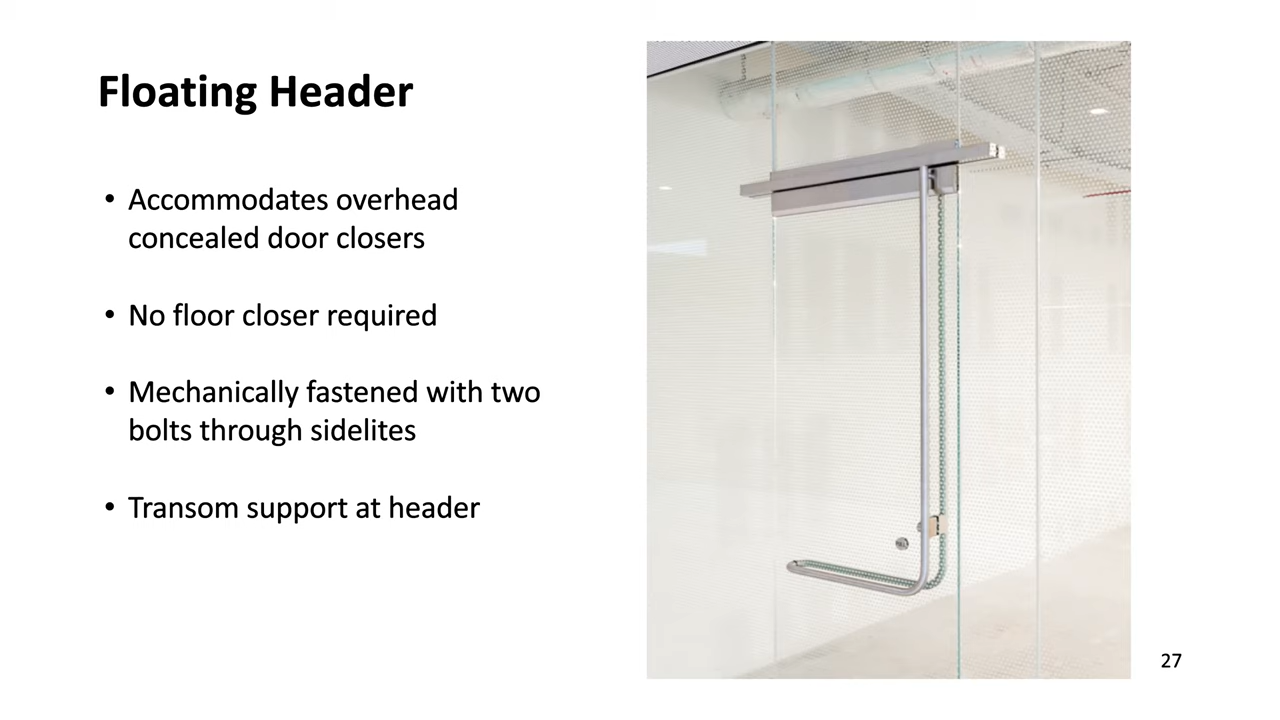 Floating Header
• Accommodates overhead
concealed door closers
• No floor closer required
• Mechanically fastened with two
bolts through sidelites
• Transom support at header
27